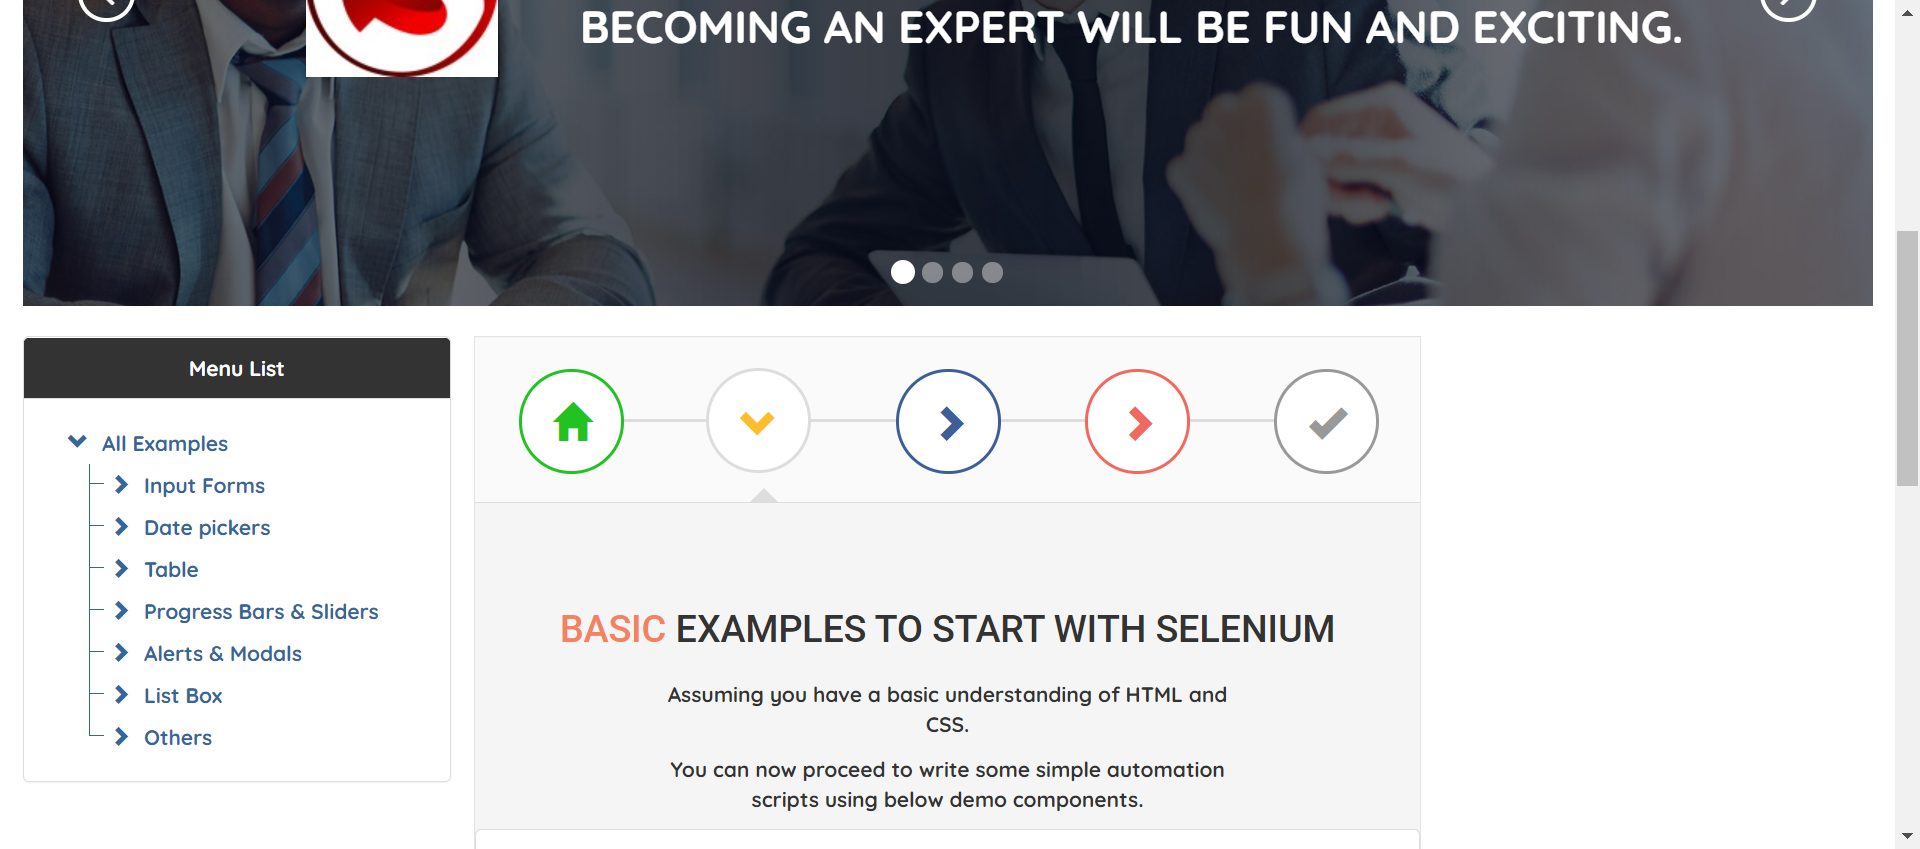 BECOMING AN EXPERT WILL BE FUN AND EXCITING.
Menu List
All Examples
Input Forms
Date pickers
Table
Progress Bars & Sliders
Alerts & Modals
List Box
Others
BASIC EXAMPLES TO START WITH SELENIUM
Assuming you have a basic understanding of HTML and
CSS.
You can now proceed to write some simple automation
scripts using below demo components.